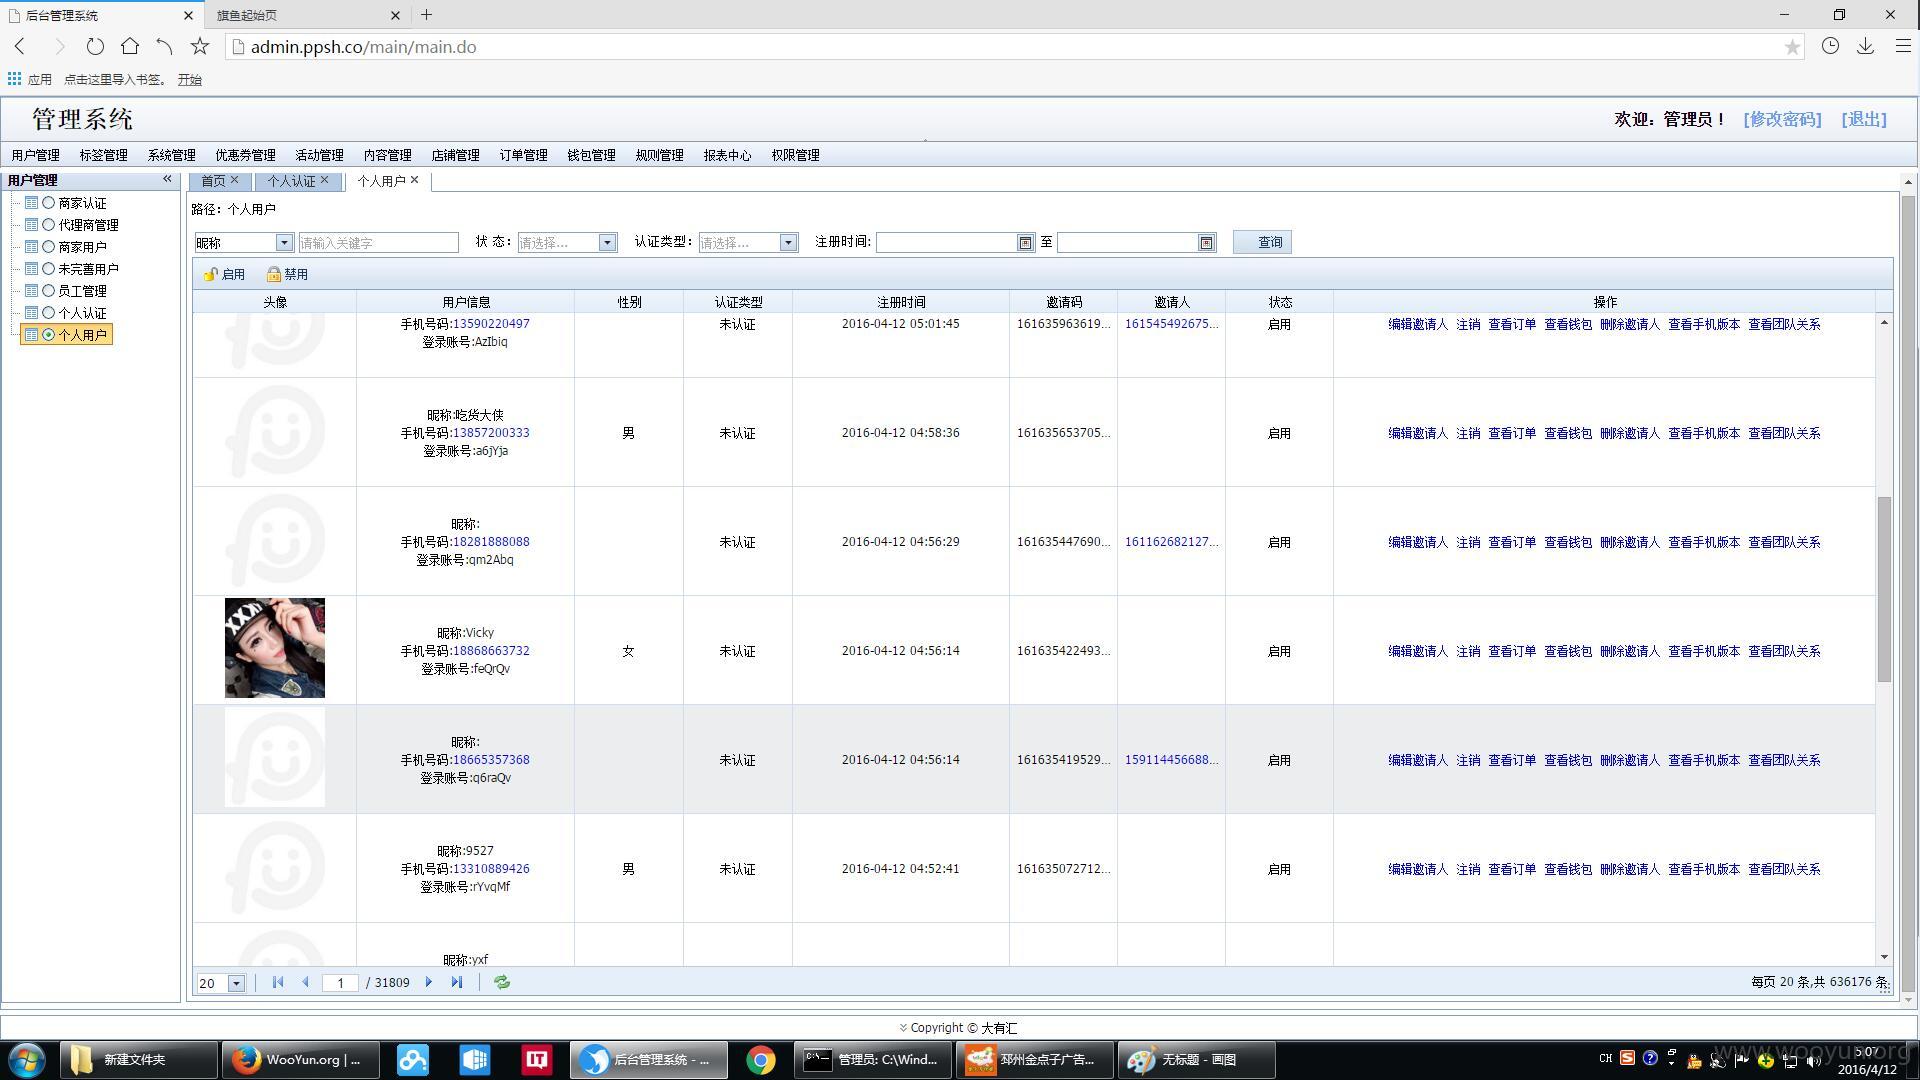 后台管理系统
旗鱼起始页
admin.ppsh.co/main/main.do
应用 点击这里导入书签。 开始
管理系统
欢迎：管理员！ [修改密码] [退出]
用户管理 标签管理 系统管理 优惠券管理 活动管理 内容管理 店铺管理 订单管理 钱包管理 规则管理 报表中心 权限管理
用户管理
商家认证
代理商管理
商家用户
未完善用户
员工管理
个人认证
个人用户
首页 个人认证 个人用户
路径：个人用户
昵称 请输入关键字 状 态： 请选择... 认证类型： 请选择... 注册时间: 至 查询
启用 禁用
头像 用户信息 性别 认证类型 注册时间 邀请码 邀请人 状态 操作
手机号码:13590220497
登录账号:AzIbiq
未认证 2016-04-12 05:01:45 161635963619... 161545492675... 启用 编辑邀请人 注销 查看订单 查看钱包 删除邀请人 查看手机版本 查看团队关系
昵称:吃货大侠
手机号码:13857200333
登录账号:a6jYja
男 未认证 2016-04-12 04:58:36 161635653705... 启用 编辑邀请人 注销 查看订单 查看钱包 删除邀请人 查看手机版本 查看团队关系
昵称:
手机号码:18281888088
登录账号:qm2Abq
未认证 2016-04-12 04:56:29 161635447690... 161162682127... 启用 编辑邀请人 注销 查看订单 查看钱包 删除邀请人 查看手机版本 查看团队关系
昵称:Vicky
手机号码:18868663732
登录账号:feQrQv
女 未认证 2016-04-12 04:56:14 161635422493... 启用 编辑邀请人 注销 查看订单 查看钱包 删除邀请人 查看手机版本 查看团队关系
昵称:
手机号码:18665357368
登录账号:q6raQv
未认证 2016-04-12 04:56:14 161635419529... 159114456688... 启用 编辑邀请人 注销 查看订单 查看钱包 删除邀请人 查看手机版本 查看团队关系
昵称:9527
手机号码:13310889426
登录账号:rYvqMf
男 未认证 2016-04-12 04:52:41 161635072712... 启用 编辑邀请人 注销 查看订单 查看钱包 删除邀请人 查看手机版本 查看团队关系
昵称:yxf
20 1 / 31809 每页 20 条,共 636176 条
Copyright © 大有汇
新建文件夹
WooYun.org | ...
后台管理系统 - ...
管理员: C:\Wind...
邳州金点子广告...
无标题 - 画图
CH
5:07
2016/4/12
www.wooyun.org